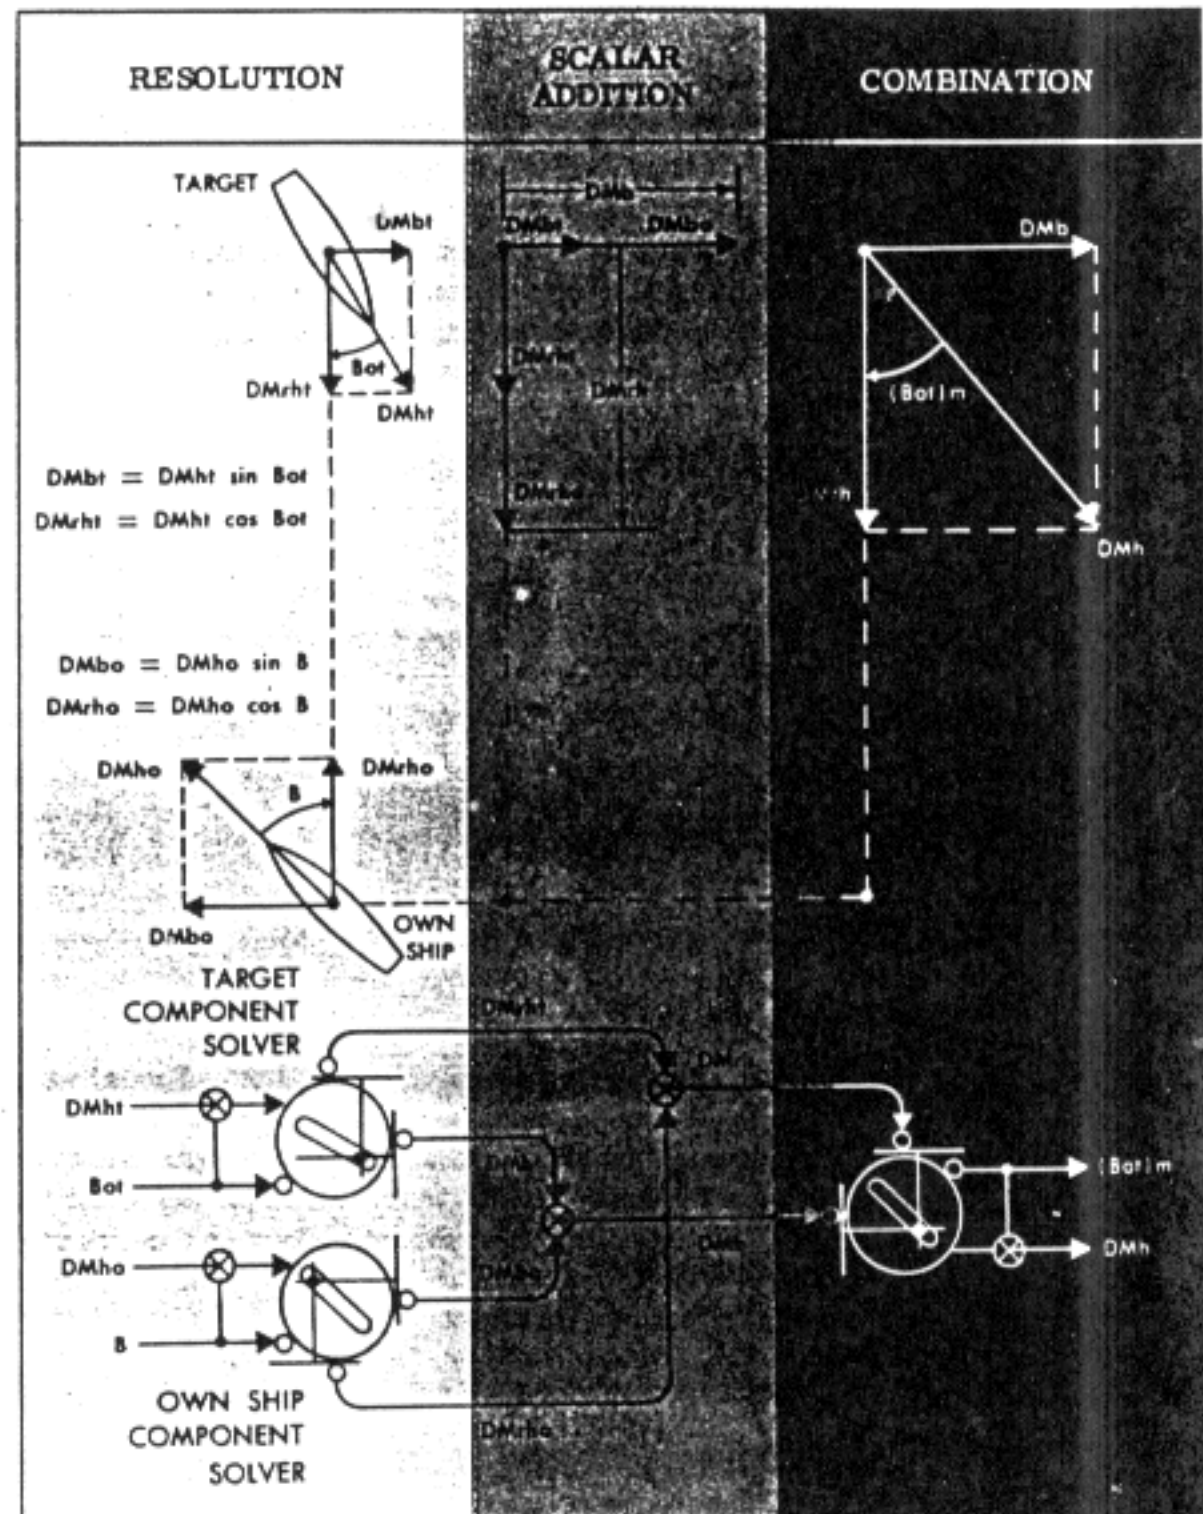 RESOLUTION
SCALAR
ADDITION
COMBINATION
TARGET
DMbt
Bot
DMrht
DMht
DMbt = DMht sin Bot
DMrht = DMht cos Bot
DMbo = DMho sin B
DMrho = DMho cos B
DMho
DMrho
B
DMbo
OWN
SHIP
DMb
DMbt
DMbo
DMrht
DMrh
DMrho
DMb
(Bot)m
DMh
TARGET
COMPONENT
SOLVER
DMht
Bot
DMho
B
OWN SHIP
COMPONENT
SOLVER
DMrht
DMrho
(Bot)m
DMh